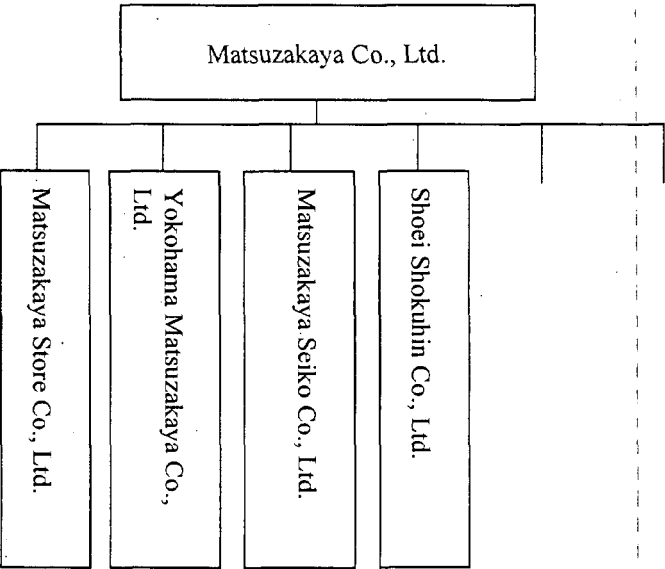 Matsuzakaya Co., Ltd.
Matsuzakaya Store Co., Ltd.
Yokohama Matsuzakaya Co.,
Ltd.
Matsuzakaya Seiko Co., Ltd.
Shoei Shokuhin Co., Ltd.